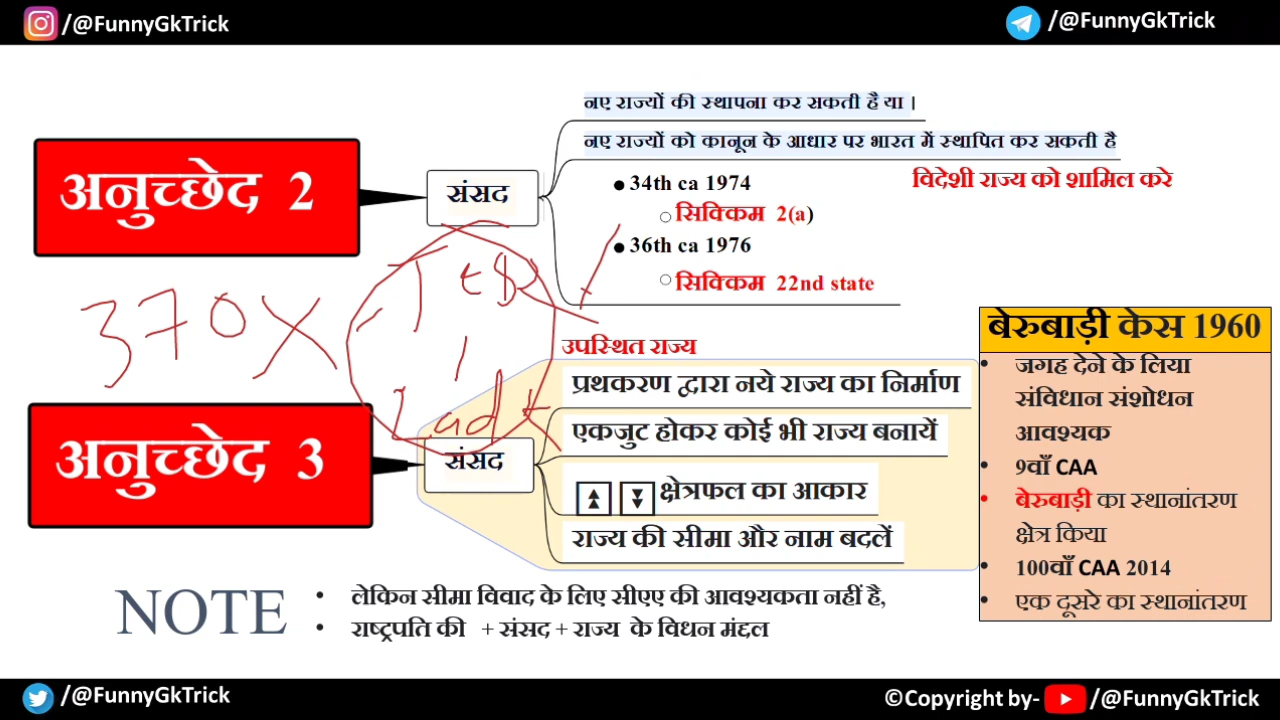 /@FunnyGkTrick
/@FunnyGkTrick
नए राज्यों की स्थापना कर सकती है या ।
नए राज्यों को कानून के आधार पर भारत में स्थापित कर सकती है
अनुच्छेद 2
संसद
34th ca 1974
विदेशी राज्य को शामिल करे
सिक्किम 2(a)
36th ca 1976
सिक्किम 22nd state
370X
उपस्थित राज्य
प्रथकरण द्वारा नये राज्य का निर्माण
एकजुट होकर कोई भी राज्य बनायें
अनुच्छेद 3
संसद
क्षेत्रफल का आकार
राज्य की सीमा और नाम बदलें
बेरुबाड़ी केस 1960
जगह देने के लिया
संविधान संशोधन
आवश्यक
9वाँ CAA
बेरुबाड़ी का स्थानांतरण
क्षेत्र किया
100वाँ CAA 2014
एक दूसरे का स्थानांतरण
NOTE
लेकिन सीमा विवाद के लिए सीएए की आवश्यकता नहीं है,
राष्ट्रपति की + संसद + राज्य के विधन मंद्दल
/@FunnyGkTrick
©Copyright by- /@FunnyGkTrick